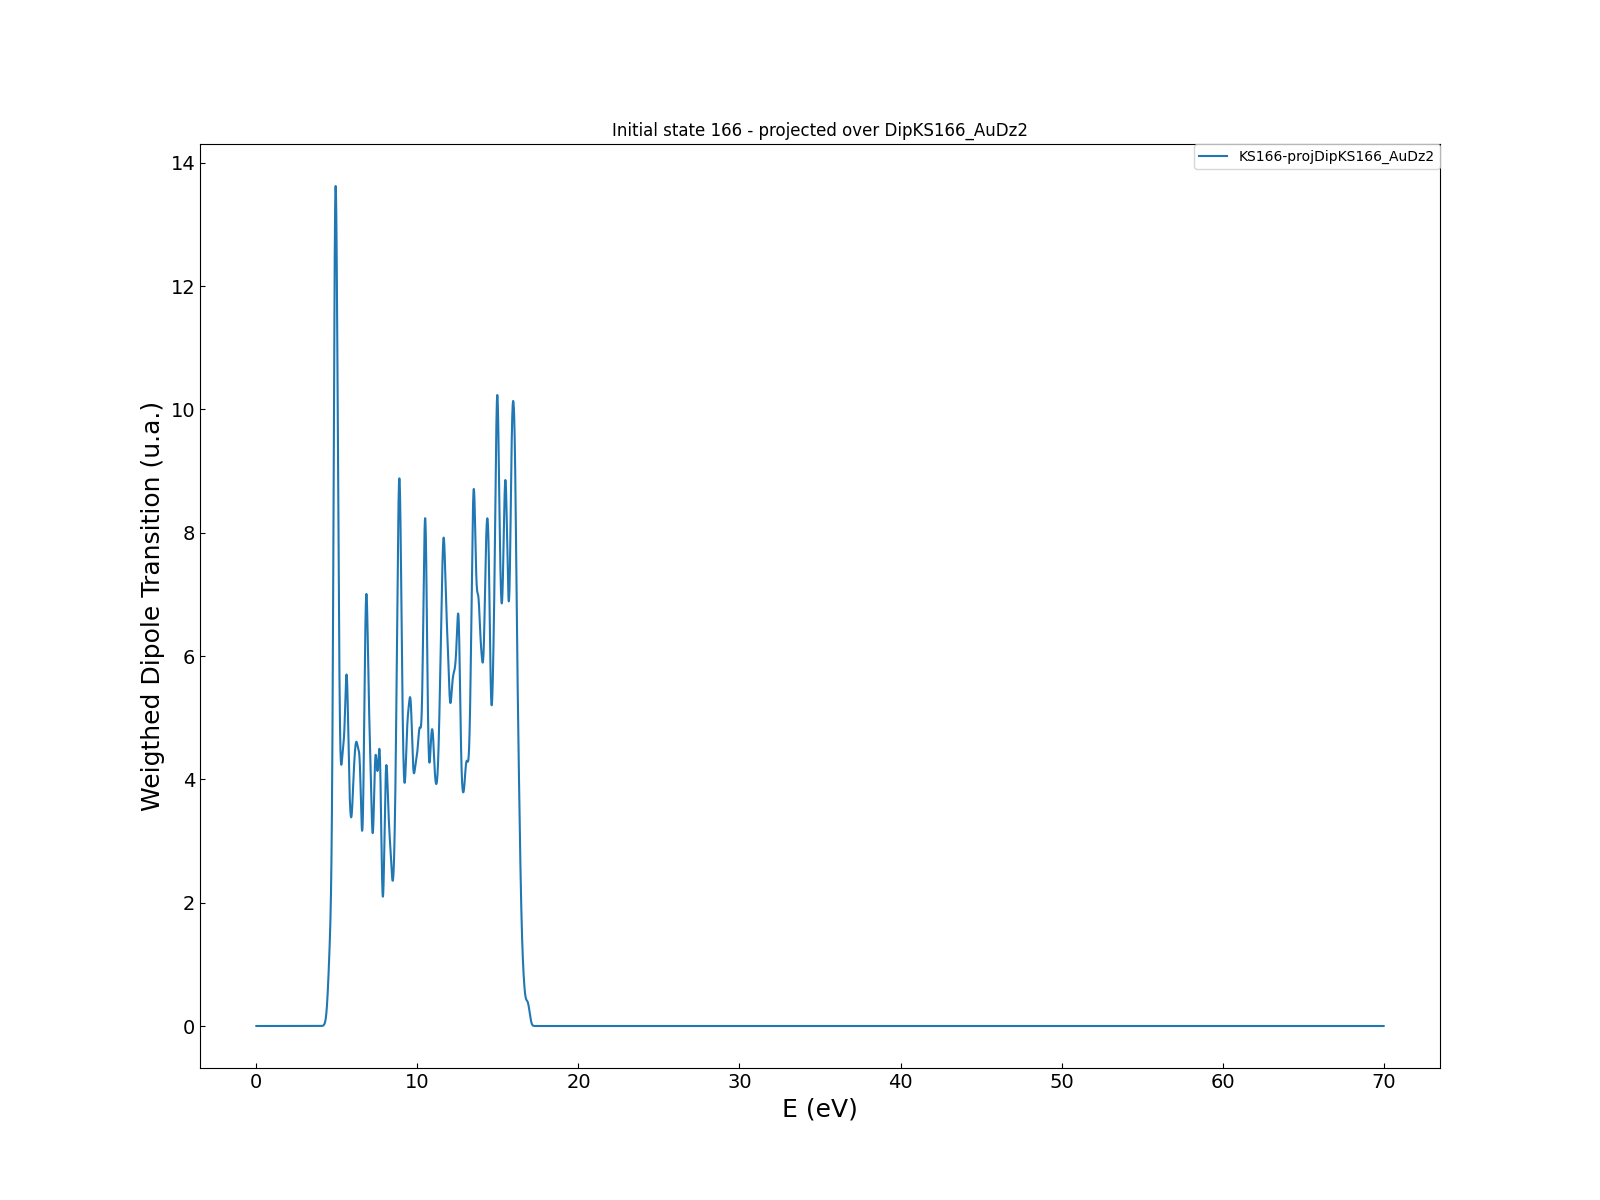 Initial state 166 - projected over DipKS166_AuDz2
KS166-projDipKS166_AuDz2
14
12
10
8
6
4
2
0
Weigthed Dipole Transition (u.a.)
0 10 20 30 40 50 60 70
E (eV)